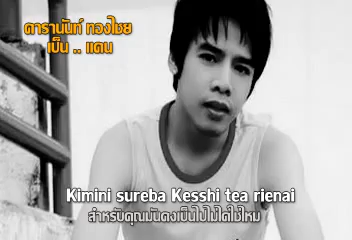 ดารานันท์ ทองไชย
เป็น .. แดน
Kimini sureba Kesshi tea rienai
สำหรับคุณมันคงเป็นไปไม่ได้ใช่ไหม